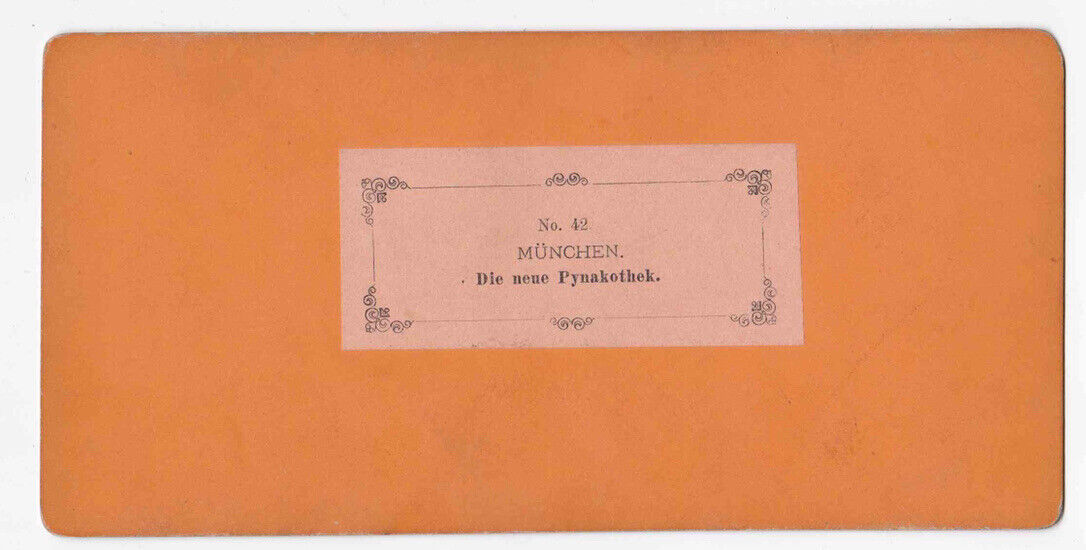 No. 42
MÜNCHEN.
Die neue Pynakothek.